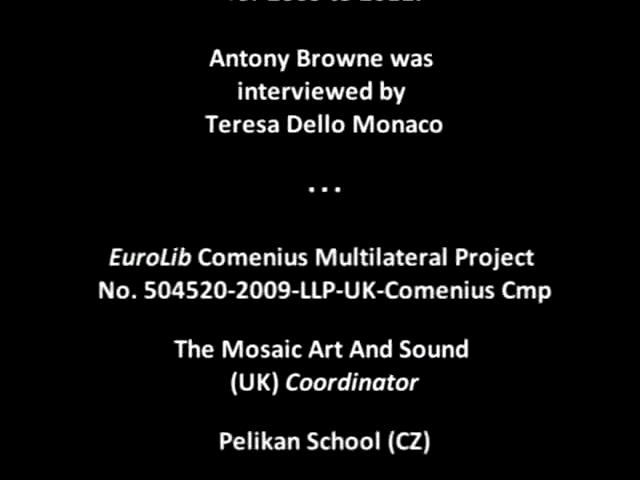 Antony Browne was
interviewed by
Teresa Dello Monaco
...
EuroLib Comenius Multilateral Project
No. 504520-2009-LLP-UK-Comenius Cmp
The Mosaic Art And Sound
(UK) Coordinator
Pelikan School (CZ)